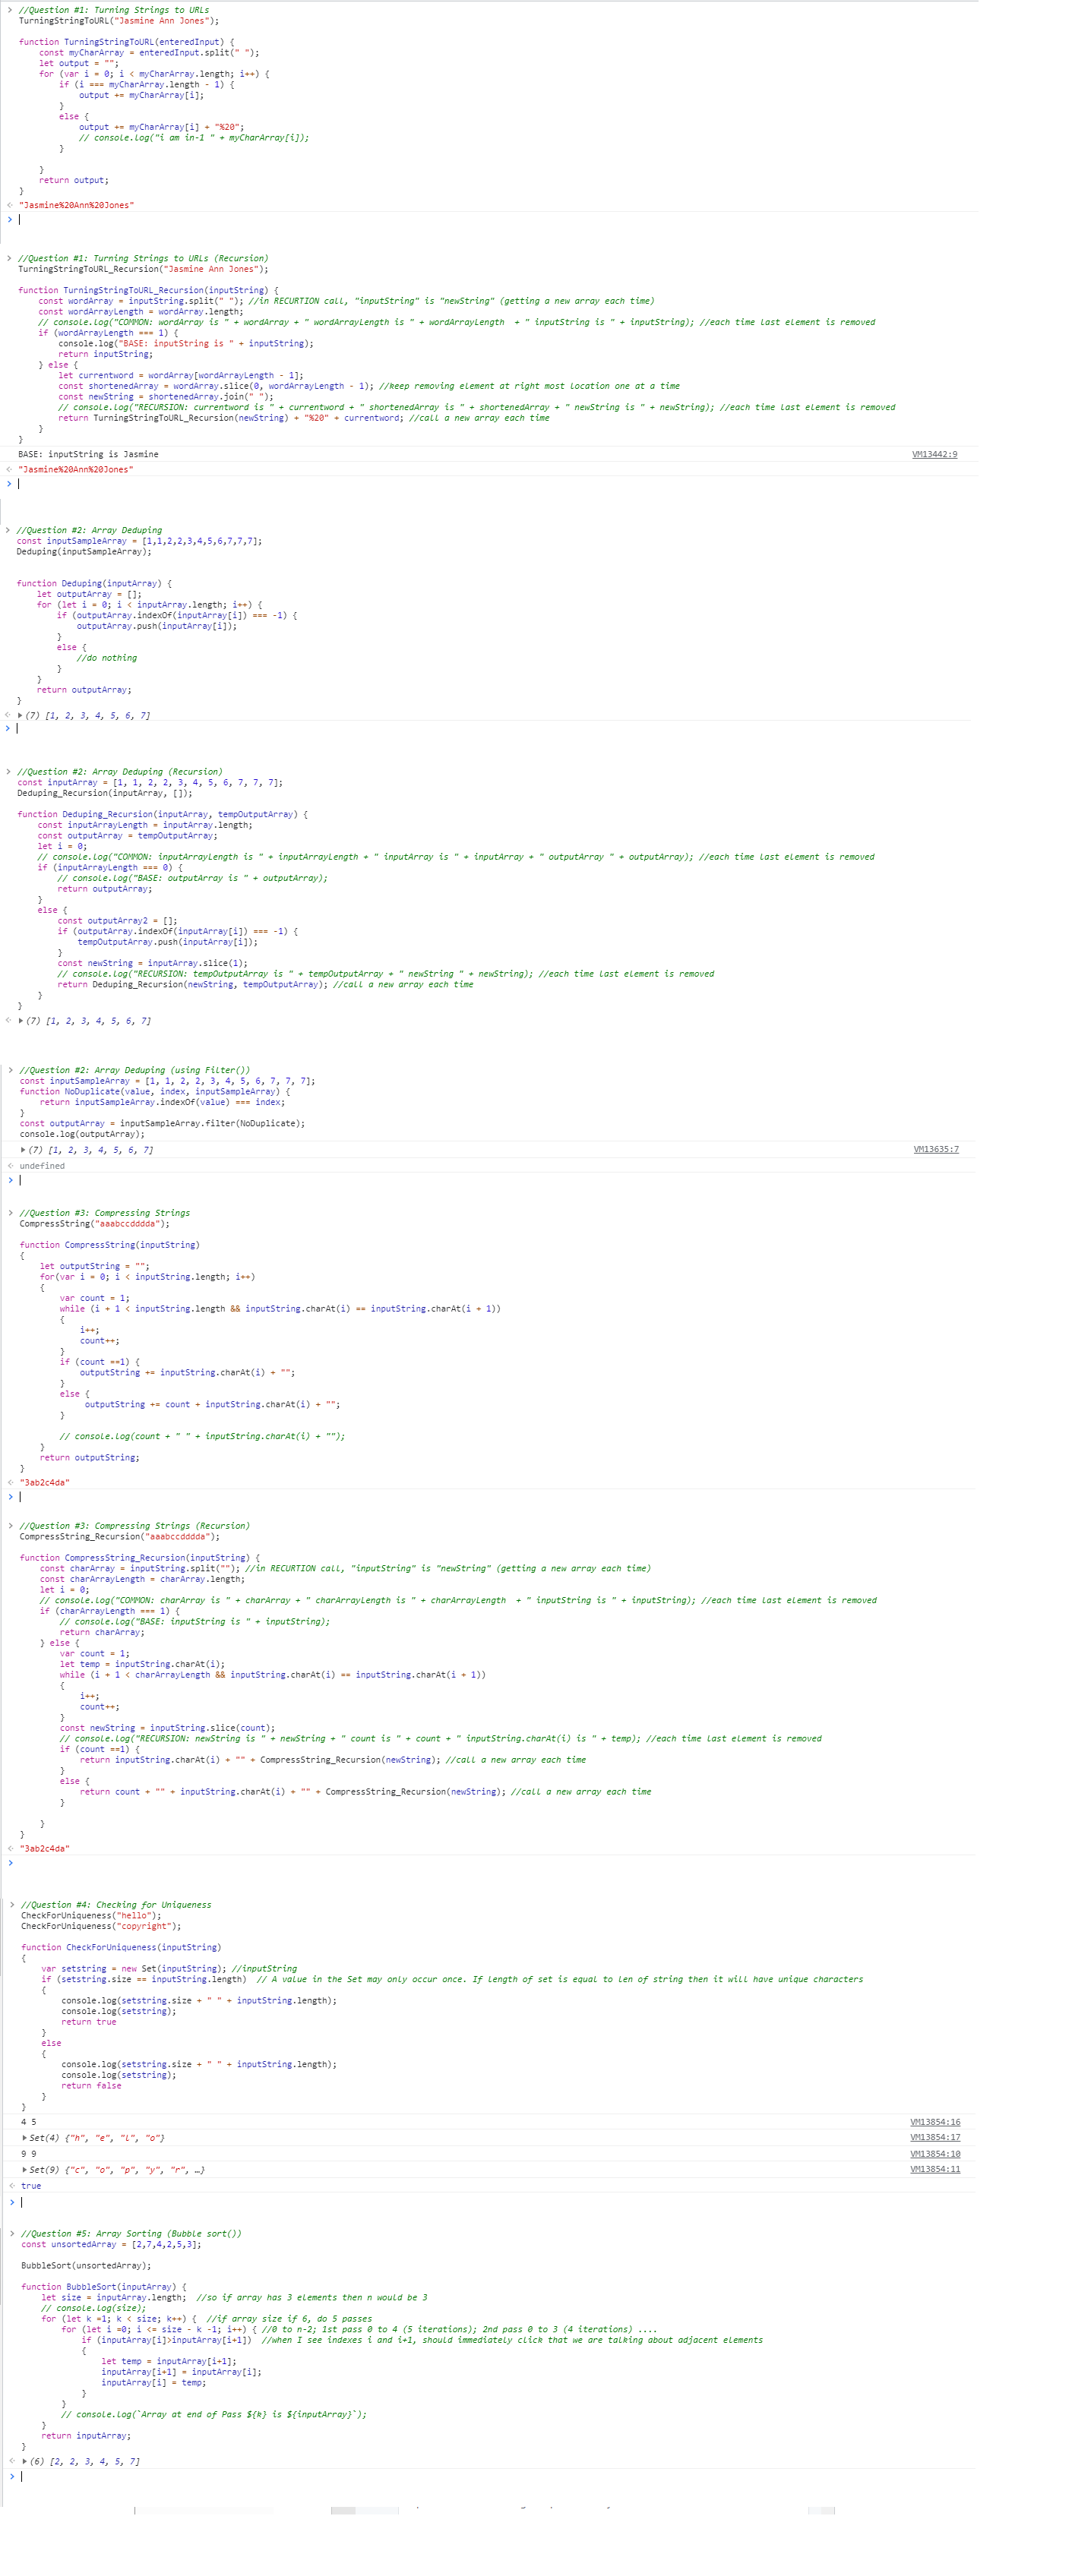 //Question #1: Turning Strings to URLs
TurningStringToURL("Jasmine Ann Jones");
function TurningStringToURL(enteredInput) {
    const myCharArray = enteredInput.split(" ");
    let output = "";
    for (var i = 0; i < myCharArray.length; i++) {
        if (i === myCharArray.length - 1) {
            output += myCharArray[i];
        }
        else {
            output += myCharArray[i] + "%20";
            // console.log("i am in-1 " + myCharArray[i]);
        }
    }
    return output;
}
"Jasmine%20Ann%20Jones"
//Question #1: Turning Strings to URLs (Recursion)
TurningStringToURL_Recursion("Jasmine Ann Jones");
function TurningStringToURL_Recursion(inputString) {
    const wordArray = inputString.split(" "); //in RECURTION call, "inputString" is "newString" (getting a new array each time)
    const wordArrayLength = wordArray.length;
    // console.log("COMMON: wordArray is " + wordArray + " wordArrayLength is " + wordArrayLength  + " inputString is " + inputString); //each time last element is removed
    if (wordArrayLength === 1) {
        console.log("BASE: inputString is " + inputString);
        return inputString;
    } else {
        let currentword = wordArray[wordArrayLength - 1];
        const shortenedArray = wordArray.slice(0, wordArrayLength - 1); //keep removing element at right most location one at a time
        const newString = shortenedArray.join(" ");
        // console.log("RECURSION: currentword is " + currentword + " shortenedArray is " + shortenedArray + " newString is " + newString); //each time last element is removed
        return TurningStringToURL_Recursion(newString) + "%20" + currentword; //call a new array each time
    }
}
BASE: inputString is Jasmine VM13442:9
"Jasmine%20Ann%20Jones"
//Question #2: Array Deduping
const inputSampleArray = [1,1,2,2,3,4,5,6,7,7,7];
Deduping(inputSampleArray);
function Deduping(inputArray) {
    let outputArray = [];
    for (let i = 0; i < inputArray.length; i++) {
        if (outputArray.indexOf(inputArray[i]) === -1) {
            outputArray.push(inputArray[i]);
        }
        else {
            //do nothing
        }
    }
    return outputArray;
}
(7) [1, 2, 3, 4, 5, 6, 7]
//Question #2: Array Deduping (Recursion)
const inputArray = [1, 1, 2, 2, 3, 4, 5, 6, 7, 7, 7];
Deduping_Recursion(inputArray, []);
function Deduping_Recursion(inputArray, tempOutputArray) {
    const inputArrayLength = inputArray.length;
    const outputArray = tempOutputArray;
    let i = 0;
    // console.log("COMMON: inputArrayLength is " + inputArrayLength + " inputArray is " + inputArray + " outputArray " + outputArray); //each time last element is removed
    if (inputArrayLength === 0) {
        // console.log("BASE: outputArray is " + outputArray);
        return outputArray;
    }
    else {
        const outputArray2 = [];
        if (outputArray.indexOf(inputArray[i]) === -1) {
            tempOutputArray.push(inputArray[i]);
        }
        const newString = inputArray.slice(1);
        // console.log("RECURSION: tempOutputArray is " + tempOutputArray + " newString " + newString); //each time last element is removed
        return Deduping_Recursion(newString, tempOutputArray); //call a new array each time
    }
}
(7) [1, 2, 3, 4, 5, 6, 7]
//Question #2: Array Deduping (using Filter())
const inputSampleArray = [1, 1, 2, 2, 3, 4, 5, 6, 7, 7, 7];
function NoDuplicate(value, index, inputSampleArray) {
    return inputSampleArray.indexOf(value) === index;
}
const outputArray = inputSampleArray.filter(NoDuplicate);
console.log(outputArray);
(7) [1, 2, 3, 4, 5, 6, 7] VM13635:7
undefined
//Question #3: Compressing Strings
CompressString("aaabccdddda");
function CompressString(inputString)
{
    let outputString = "";
    for(var i = 0; i < inputString.length; i++)
    {
        var count = 1;
        while (i + 1 < inputString.length && inputString.charAt(i) == inputString.charAt(i + 1))
        {
            i++;
            count++;
        }
        if (count ==1) {
            outputString += inputString.charAt(i) + "";
        }
        else {
             outputString += count + inputString.charAt(i) + "";
        }
        // console.log(count + " " + inputString.charAt(i) + "");
    }
    return outputString;
}
"3ab2c4da"
//Question #3: Compressing Strings (Recursion)
CompressString_Recursion("aaabccdddda");
function CompressString_Recursion(inputString) {
    const charArray = inputString.split(""); //in RECURTION call, "inputString" is "newString" (getting a new array each time)
    const charArrayLength = charArray.length;
    let i = 0;
    // console.log("COMMON: charArray is " + charArray + " charArrayLength is " + charArrayLength  + " inputString is " + inputString); //each time last element is removed
    if (charArrayLength === 1) {
        // console.log("BASE: inputString is " + inputString);
        return charArray;
    } else {
        var count = 1;
        let temp = inputString.charAt(i);
        while (i + 1 < charArrayLength && inputString.charAt(i) == inputString.charAt(i + 1))
        {
            i++;
            count++;
        }
        const newString = inputString.slice(count);
        // console.log("RECURSION: newString is " + newString + " count is " + count + " inputString.charAt(i) is " + temp); //each time last element is removed
        if (count ==1) {
            return inputString.charAt(i) + "" + CompressString_Recursion(newString); //call a new array each time
        }
        else {
            return count + "" + inputString.charAt(i) + "" + CompressString_Recursion(newString); //call a new array each time
        }
    }
}
"3ab2c4da"
//Question #4: Checking for Uniqueness
CheckForUniqueness("hello");
CheckForUniqueness("copyright");
function CheckForUniqueness(inputString)
{
    var setstring = new Set(inputString); //inputString
    if (setstring.size == inputString.length)  // A value in the Set may only occur once. If length of set is equal to len of string then it will have unique characters
    {
        console.log(setstring.size + " " + inputString.length);
        console.log(setstring);
        return true
    }
    else
    {
        console.log(setstring.size + " " + inputString.length);
        console.log(setstring);
        return false
    }
}
4 5 VM13854:16
Set(4) {"h", "e", "l", "o"} VM13854:17
9 9 VM13854:10
Set(9) {"c", "o", "p", "y", "r", …} VM13854:11
true
//Question #5: Array Sorting (Bubble sort())
const unsortedArray = [2,7,4,2,5,3];
BubbleSort(unsortedArray);
function BubbleSort(inputArray) {
    let size = inputArray.length;  //so if array has 3 elements then n would be 3
    // console.log(size);
    for (let k =1; k < size; k++) {  //if array size if 6, do 5 passes
        for (let i =0; i <= size - k -1; i++) { //0 to n-2; 1st pass 0 to 4 (5 iterations); 2nd pass 0 to 3 (4 iterations) ....
            if (inputArray[i]>inputArray[i+1])  //when I see indexes i and i+1, should immediately click that we are talking about adjacent elements
            {
                let temp = inputArray[i+1];
                inputArray[i+1] = inputArray[i];
                inputArray[i] = temp;
            }
        }
        // console.log(`Array at end of Pass ${k} is ${inputArray}`);
    }
    return inputArray;
}
(6) [2, 2, 3, 4, 5, 7]